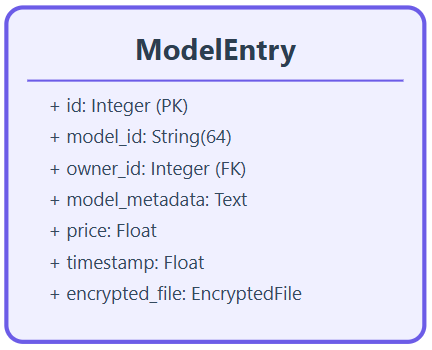 ModelEntry
+ id: Integer (PK)
+ model_id: String(64)
+ owner_id: Integer (FK)
+ model_metadata: Text
+ price: Float
+ timestamp: Float
+ encrypted_file: EncryptedFile